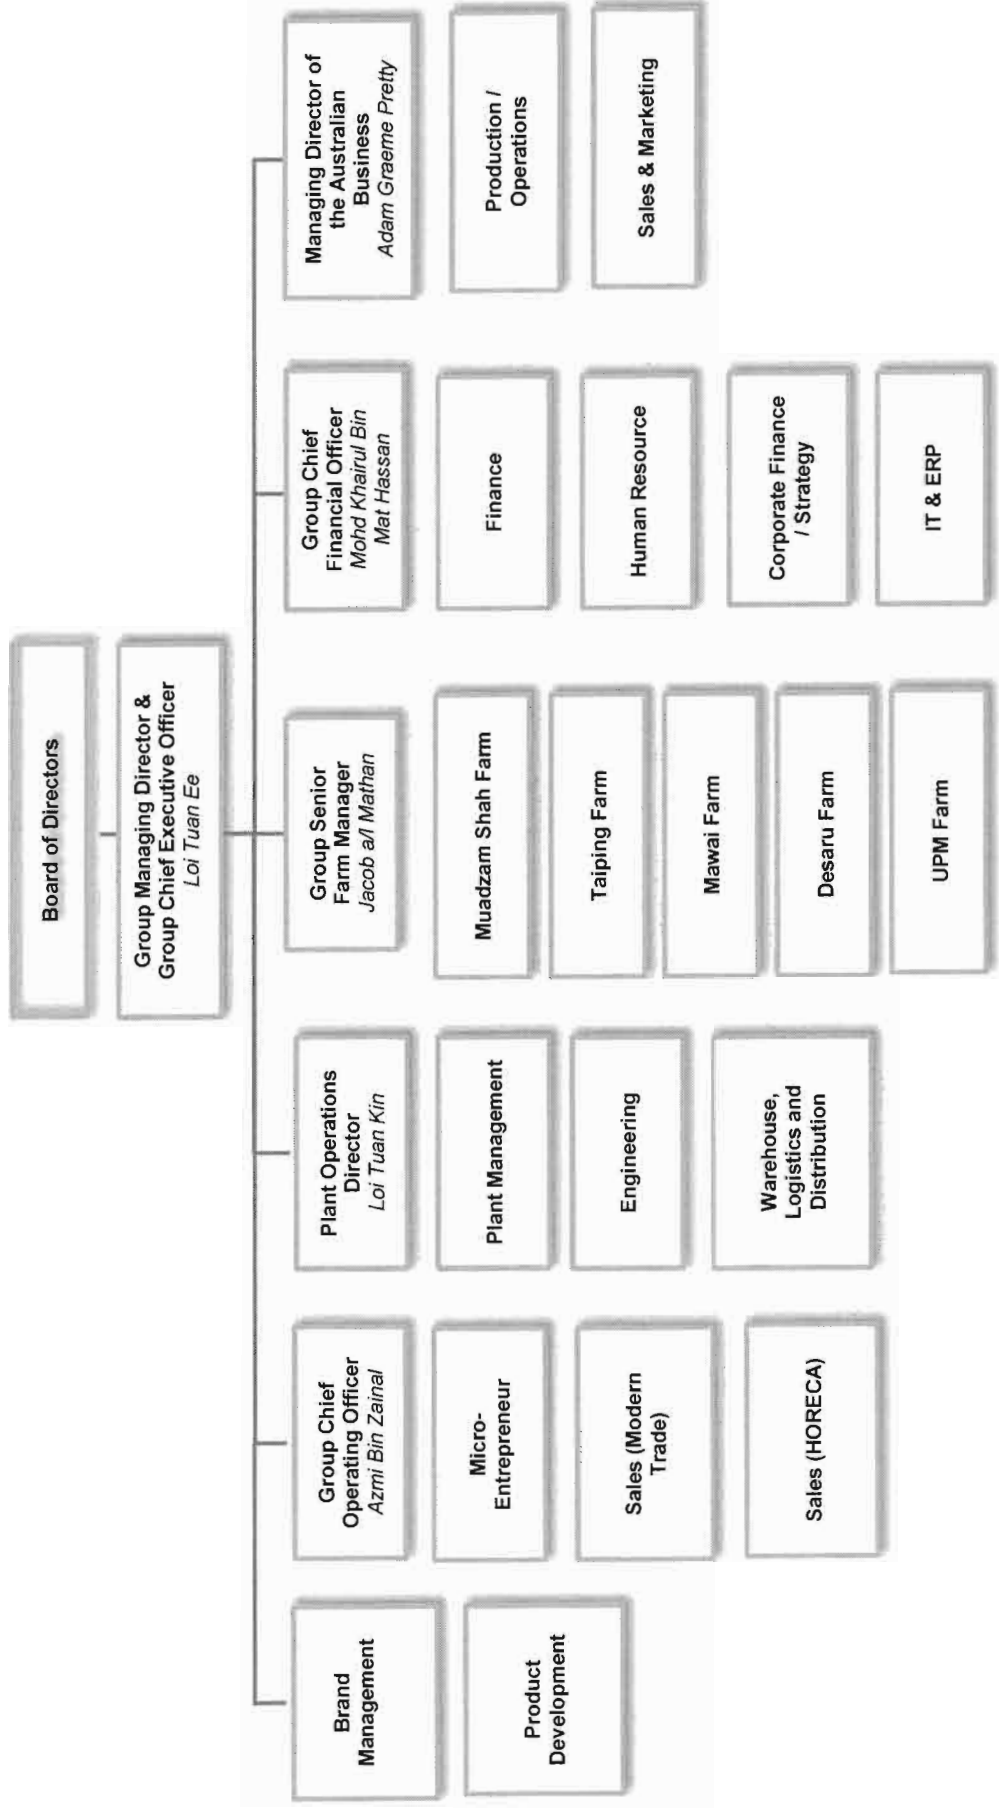 Board of Directors
Group Managing Director &
Group Chief Executive Officer
Loi Tuan Ee
Brand
Management
Product
Development
Group Chief
Operating Officer
Azmi Bin Zainal
Micro-
Entrepreneur
Sales (Modern
Trade)
Sales (HORECA)
Plant Operations
Director
Loi Tuan Kin
Plant Management
Engineering
Warehouse,
Logistics and
Distribution
Group Senior
Farm Manager
Jacob a/l Mathan
Muadzam Shah Farm
Taiping Farm
Mawai Farm
Desaru Farm
UPM Farm
Group Chief
Financial Officer
Mohd Khairul Bin
Mat Hassan
Finance
Human Resource
Corporate Finance
/ Strategy
IT & ERP
Managing Director of
the Australian
Business
Adam Graeme Pretty
Production /
Operations
Sales & Marketing